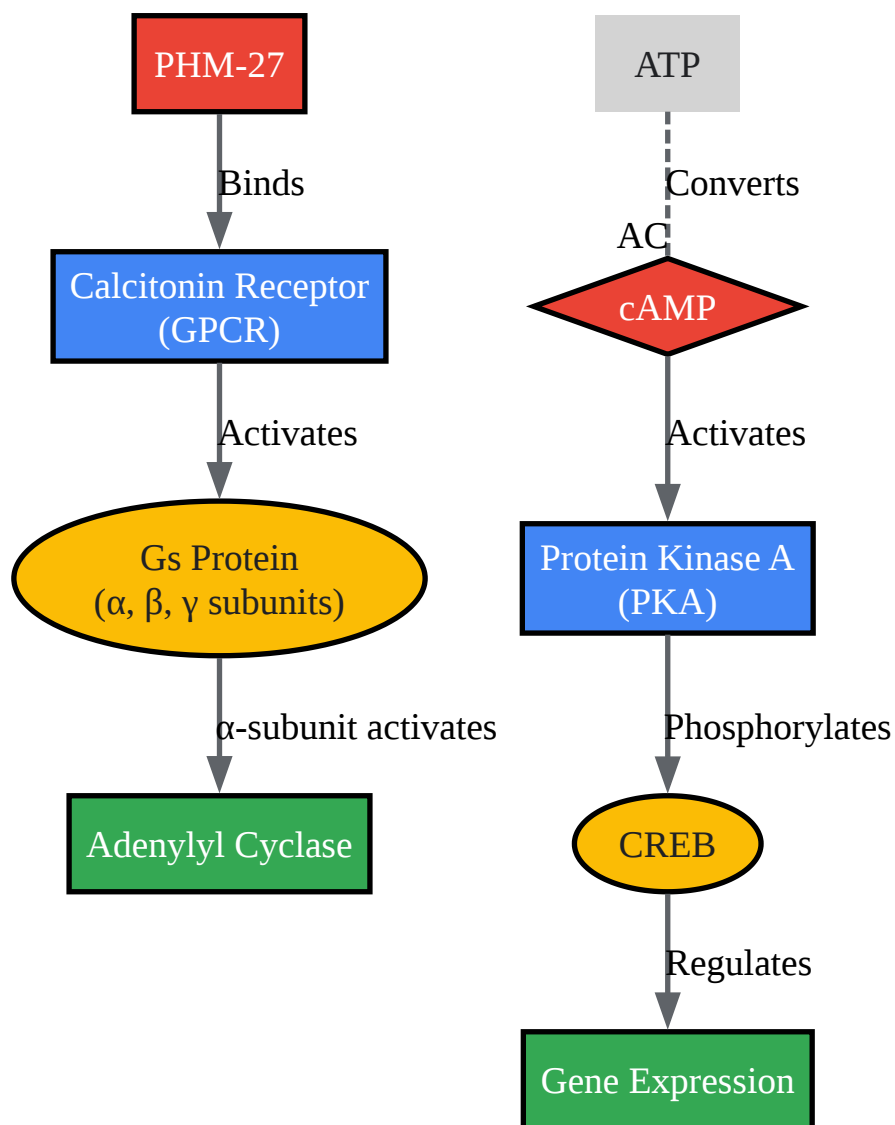 PHM-27
Binds
Calcitonin Receptor
(GPCR)
Activates
Gs Protein
(α, β, γ subunits)
α-subunit activates
Adenylyl Cyclase
ATP
Converts
AC
cAMP
Activates
Protein Kinase A
(PKA)
Phosphorylates
CREB
Regulates
Gene Expression